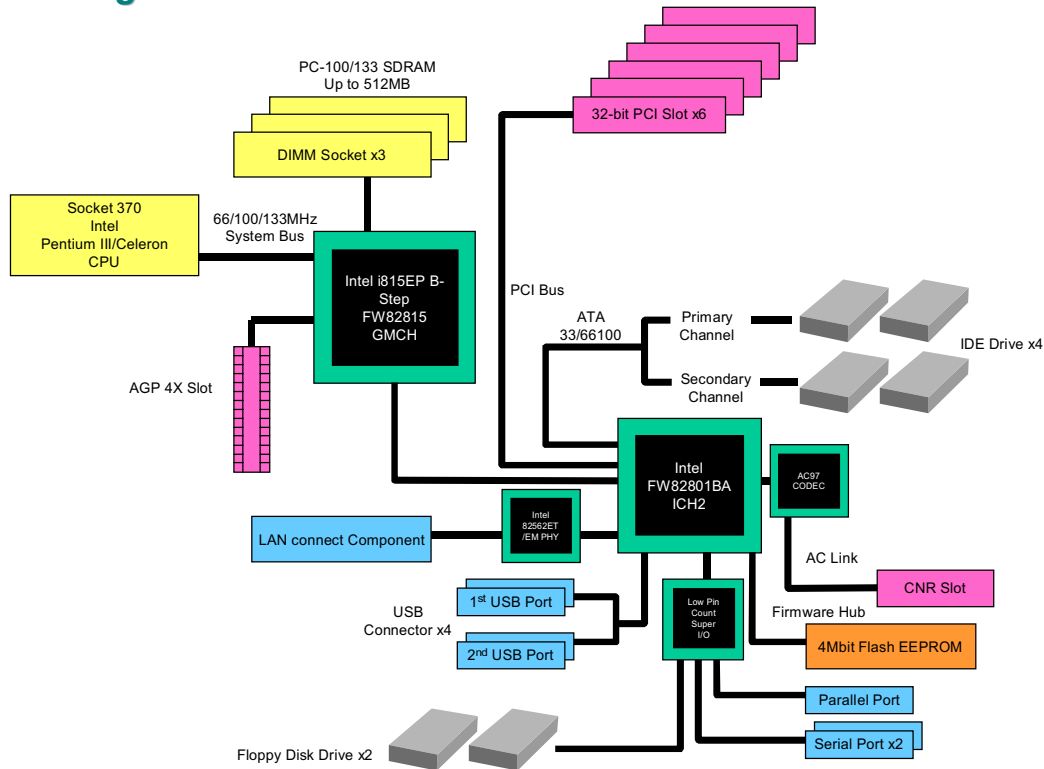 PC-100/133 SDRAM
Up to 512MB
DIMM Socket x3
32-bit PCI Slot x6
Socket 370
Intel
Pentium III/Celeron
CPU
66/100/133MHz
System Bus
Intel i815EP B-
Step
FW82815
GMCH
PCI Bus
ATA
33/66100
Primary
Channel
IDE Drive x4
Secondary
Channel
AGP 4X Slot
Intel
FW82801BA
ICH2
AC97
CODEC
Intel
82562ET
/EM PHY
LAN connect Component
AC Link
CNR Slot
1st USB Port
USB
Connector x4
2nd USB Port
Low Pin
Count
Super
I/O
Firmware Hub
4Mbit Flash EEPROM
Parallel Port
Serial Port x2
Floppy Disk Drive x2